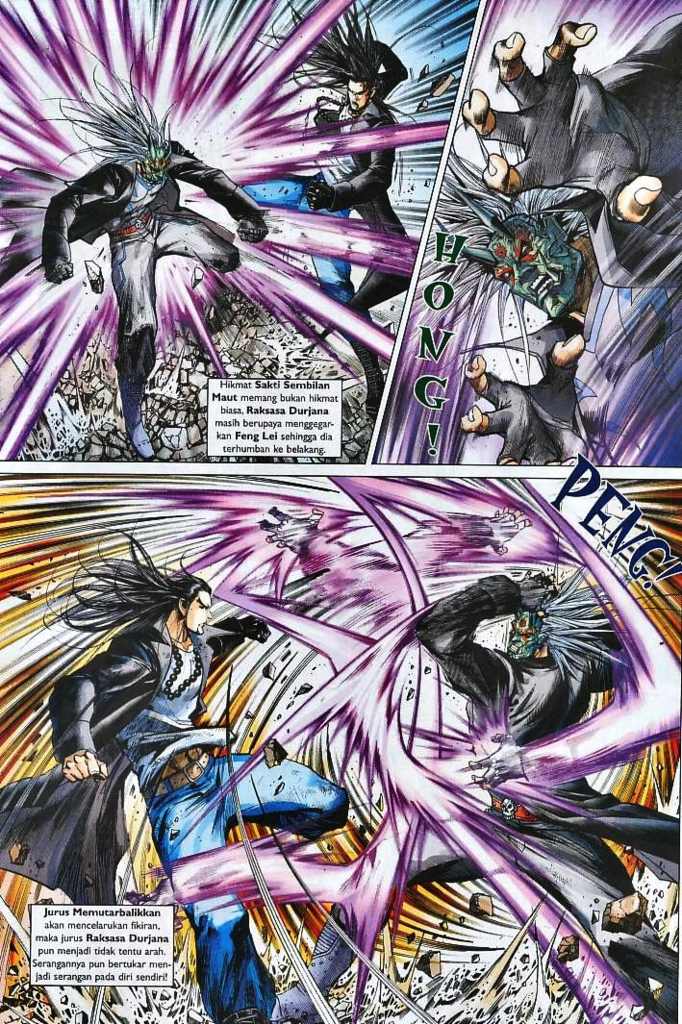 HONG!
Hikmat Sakti Sembilan
Maut memang bukan hikmat
biasa, Raksasa Durjana
masih berupaya menggegar-
kan Feng Lei sehingga dia
terhumban ke belakang.
PENG!
Jurus Memutarbalikkan
akan mencelarukan fikiran,
maka jurus Raksasa Durjana
pun menjadi tidak tentu arah.
Serangannya pun bertukar men-
jadi serangan pada diri sendiri!